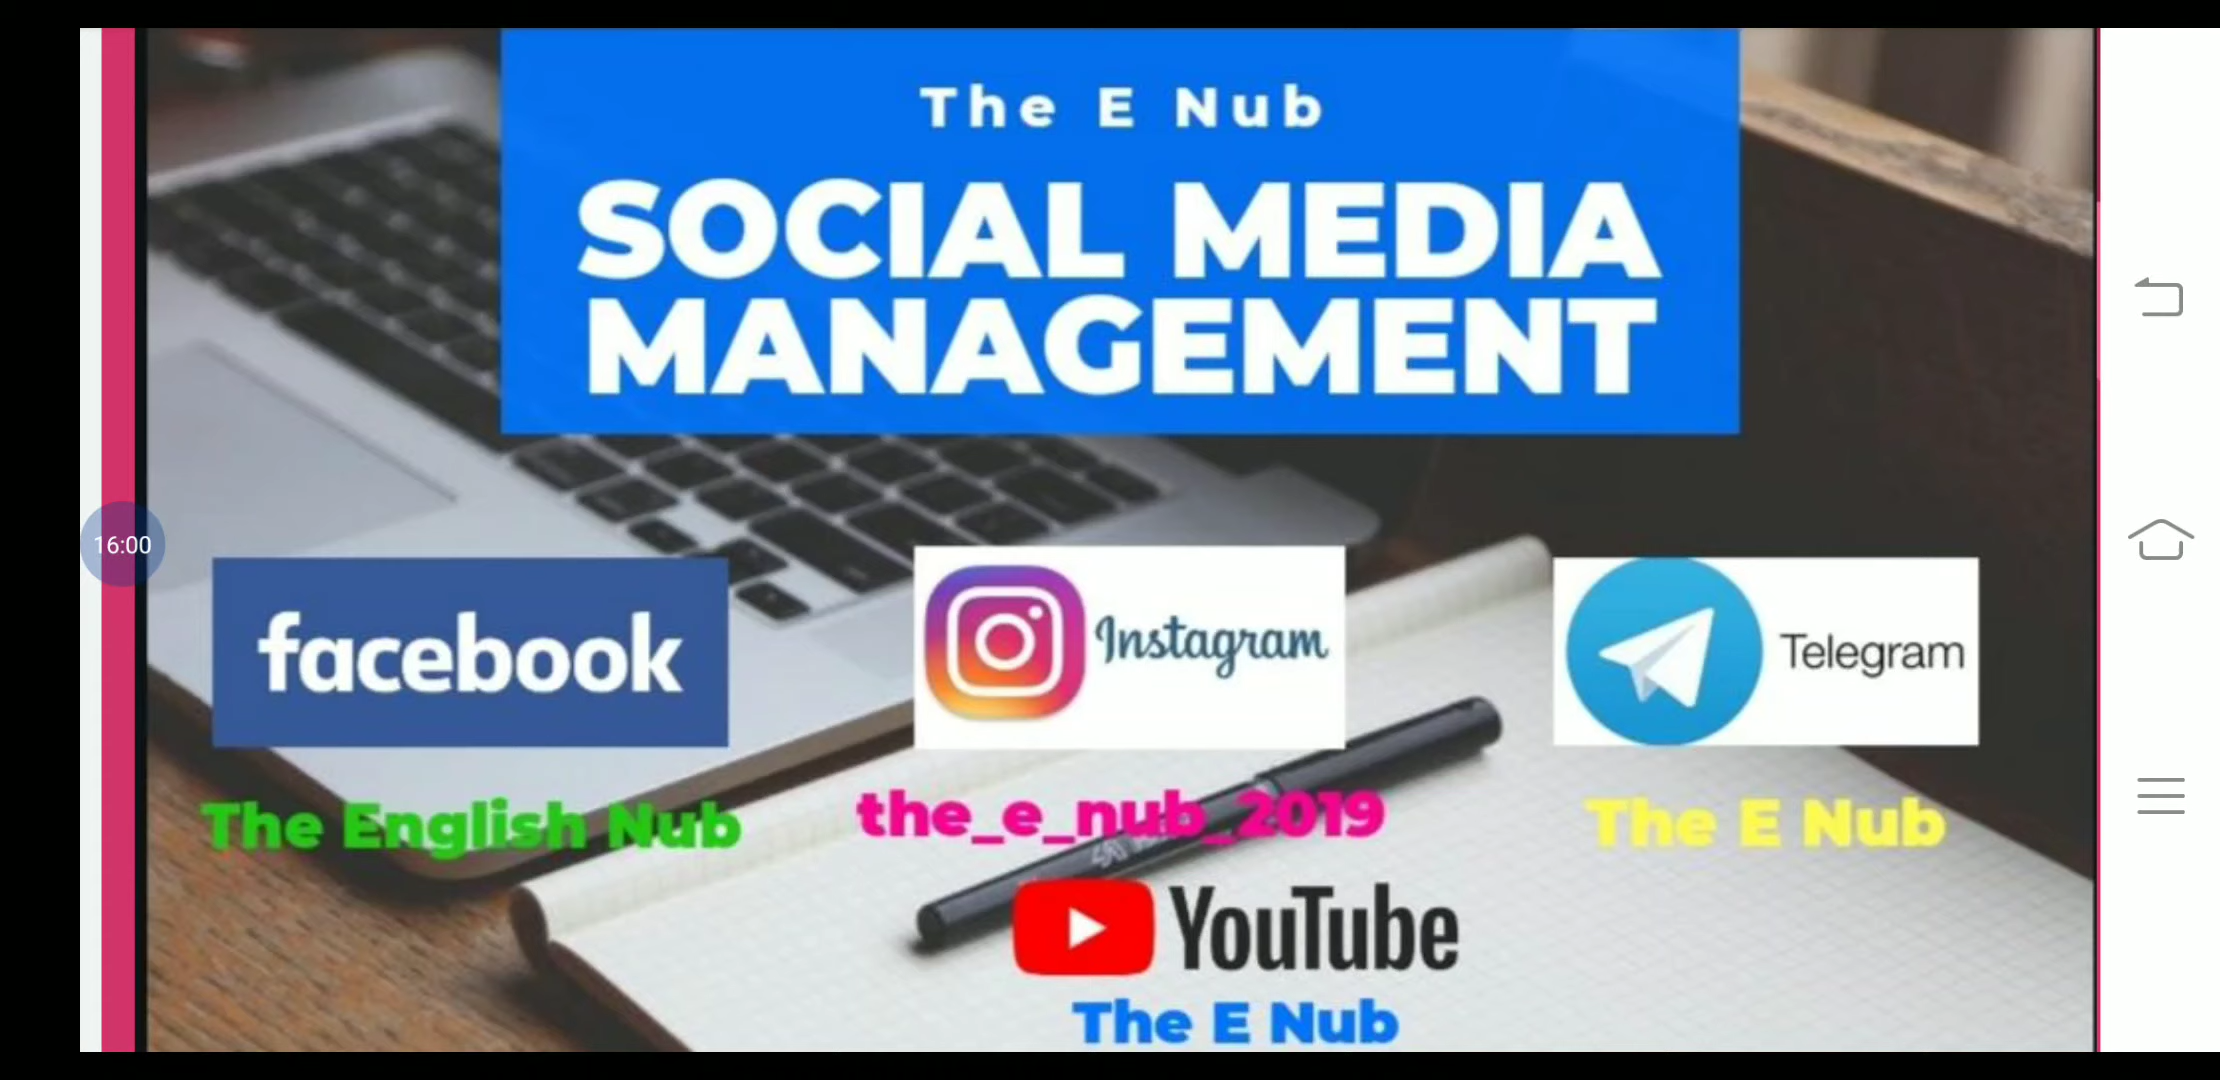 The E Nub
SOCIAL MEDIA
MANAGEMENT
16:00
facebook
Instagram
Telegram
The English Nub
the_e_nub_2019
The E Nub
YouTube
The E Nub